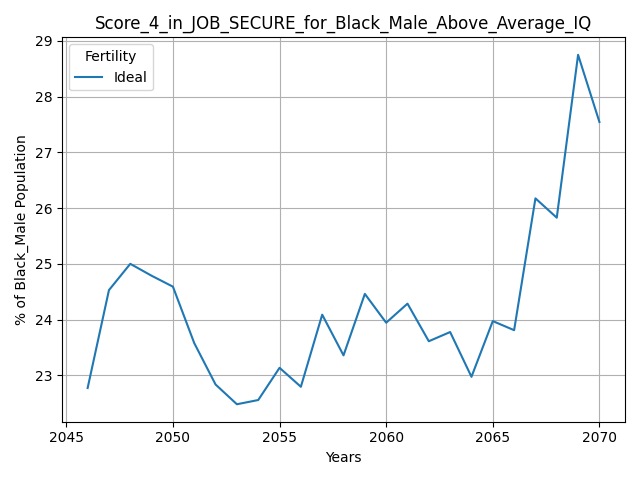 Score_4_in_JOB_SECURE_for_Black_Male_Above_Average_IQ
Fertility
Ideal
% of Black_Male Population
29
28
27
26
25
24
23
2045 2050 2055 2060 2065 2070
Years